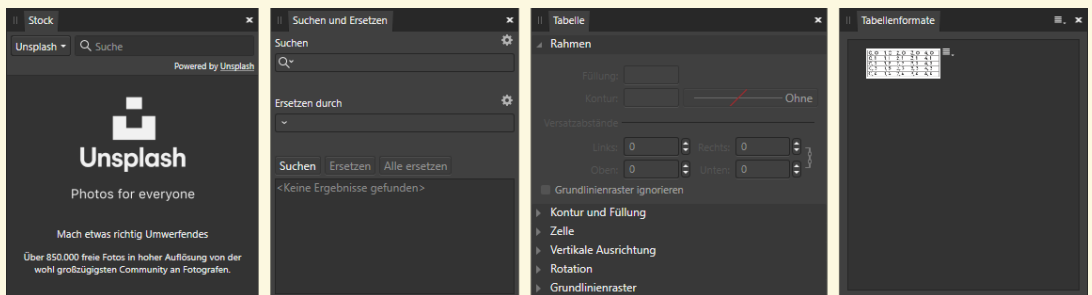 Stock
Unsplash
Suche
Powered by Unsplash
Unsplash
Photos for everyone
Mach etwas richtig Umwerfendes
Über 850.000 freie Fotos in hoher Auflösung von der
wohl großzügigsten Community an Fotografen.
Suchen und Ersetzen
Suchen
Ersetzen durch
Suchen Ersetzen Alle ersetzen
<Keine Ergebnisse gefunden>
Tabelle
Rahmen
Füllung:
Kontur: Ohne
Versatzabstände
Links: 0 Rechts: 0
Oben: 0 Unten: 0
Grundlinienraster ignorieren
Kontur und Füllung
Zelle
Vertikale Ausrichtung
Rotation
Grundlinienraster
Tabellenformate